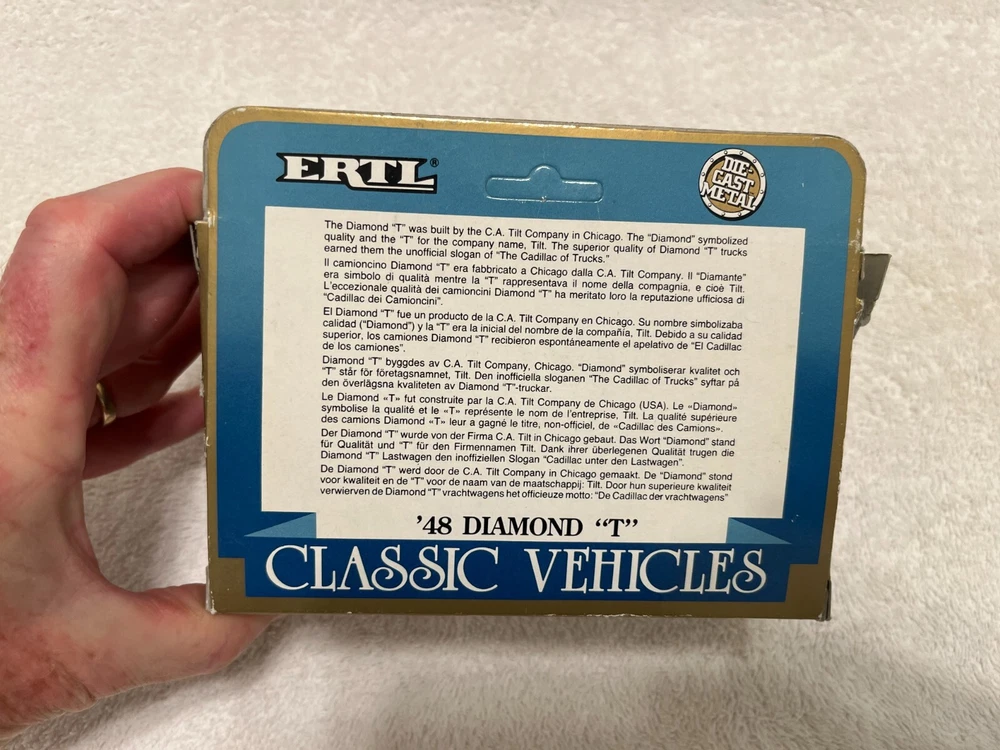 ERTL®
DIE-
CAST
METAL
The Diamond "T" was built by the C.A. Tilt Company in Chicago. The "Diamond" symbolized
quality and the "T" for the company name, Tilt. The superior quality of Diamond "T" trucks
earned them the unofficial slogan of "The Cadillac of Trucks."
Il camioncino Diamond "T" era fabbricato a Chicago dalla C.A. Tilt Company. Il "Diamante"
era simbolo di qualità mentre la "T" rappresentava il nome della compagnia, e cioè Tilt.
L'eccezionale qualità dei camioncini Diamond "T" ha meritato loro la reputazione ufficiosa di
"Cadillac dei Camioncini".
El Diamond "T" fue un producto de la C.A. Tilt Company en Chicago. Su nombre simbolizaba
calidad ("Diamond") y la "T" era la inicial del nombre de la compañía, Tilt. Debido a su calidad
superior, los camiones Diamond "T" recibieron espontáneamente el apelativo de "El Cadillac
de los camiones".
Diamond "T" byggdes av C.A. Tilt Company, Chicago. "Diamond" symboliserar kvalitet och
"T" står för företagsnamnet, Tilt. Den inofficiella sloganen "The Cadillac of Trucks" syftar på
den överlägsna kvaliteten av Diamond "T"-truckar.
Le Diamond «T» fut construite par la C.A. Tilt Company de Chicago (USA). Le «Diamond»
symbolise la qualité et le «T» représente le nom de l'entreprise, Tilt. La qualité supérieure
des camions Diamond «T» leur a gagné le titre, non-officiel, de «Cadillac des Camions».
Der Diamond "T" wurde von der Firma C.A. Tilt in Chicago gebaut. Das Wort "Diamond" stand
für Qualität und "T" für den Firmennamen Tilt. Dank ihrer überlegenen Qualität trugen die
Diamond "T" Lastwagen den inoffiziellen Slogan "Cadillac unter den Lastwagen".
De Diamond "T" werd door de C.A. Tilt Company in Chicago gemaakt. De "Diamond" stond
voor kwaliteit en de "T" voor de naam van de maatschappij: Tilt. Door hun superieure kwaliteit
verwierven de Diamond "T" vrachtwagens het officieuze motto: "De Cadillac der vrachtwagens"
'48 DIAMOND "T"
CLASSIC VEHICLES